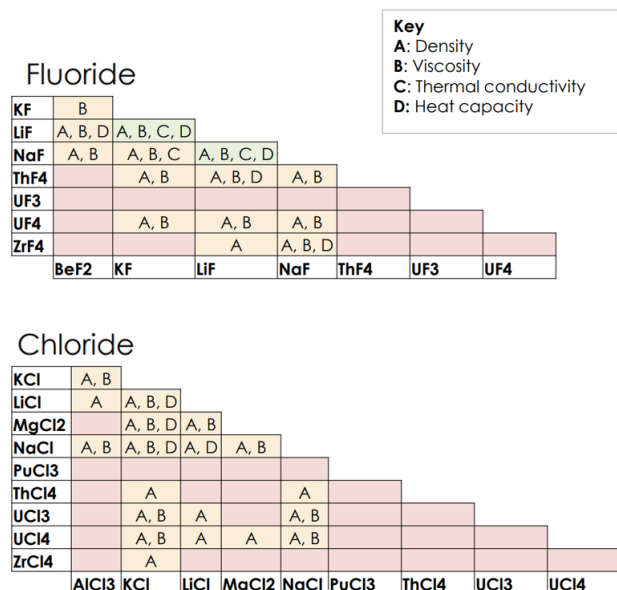 Key
A: Density
B: Viscosity
C: Thermal conductivity
D: Heat capacity
Fluoride
KF B
LiF A, B, D A, B, C, D
NaF A, B A, B, C A, B, C, D
ThF4 A, B A, B, D A, B
UF3
UF4 A, B A, B A, B
ZrF4 A A, B, D
BeF2 KF LiF NaF ThF4 UF3 UF4
Chloride
KCl A, B
LiCl A A, B, D
MgCl2 A, B, D A, B
NaCl A, B A, B, D A, D A, B
PuCl3
ThCl4 A A
UCl3 A, B A A, B
UCl4 A, B A A A, B
ZrCl4 A
AlCl3 KCl LiCl MgCl2 NaCl PuCl3 ThCl4 UCl3 UCl4